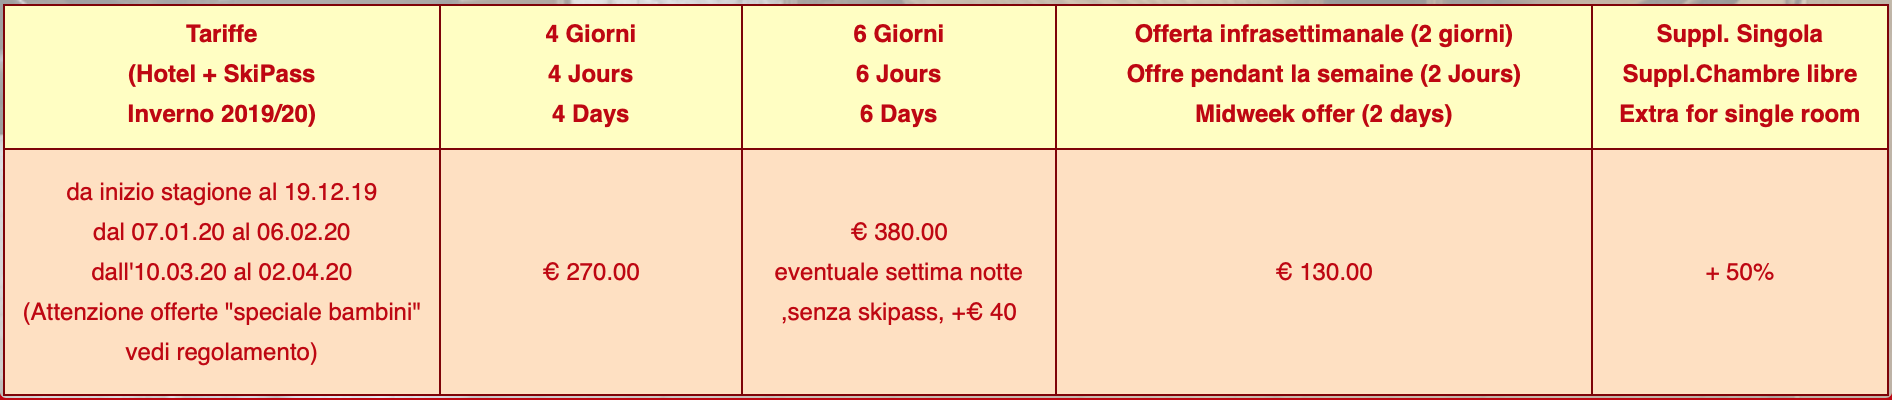 Tariffe
(Hotel + SkiPass
Inverno 2019/20)
4 Giorni
4 Jours
4 Days
6 Giorni
6 Jours
6 Days
Offerta infrasettimanale (2 giorni)
Offre pendant la semaine (2 Jours)
Midweek offer (2 days)
Suppl. Singola
Suppl.Chambre libre
Extra for single room
da inizio stagione al 19.12.19
dal 07.01.20 al 06.02.20
dall'10.03.20 al 02.04.20
(Attenzione offerte "speciale bambini"
vedi regolamento)
€ 270.00
€ 380.00
eventuale settima notte
,senza skipass, +€ 40
€ 130.00
+ 50%